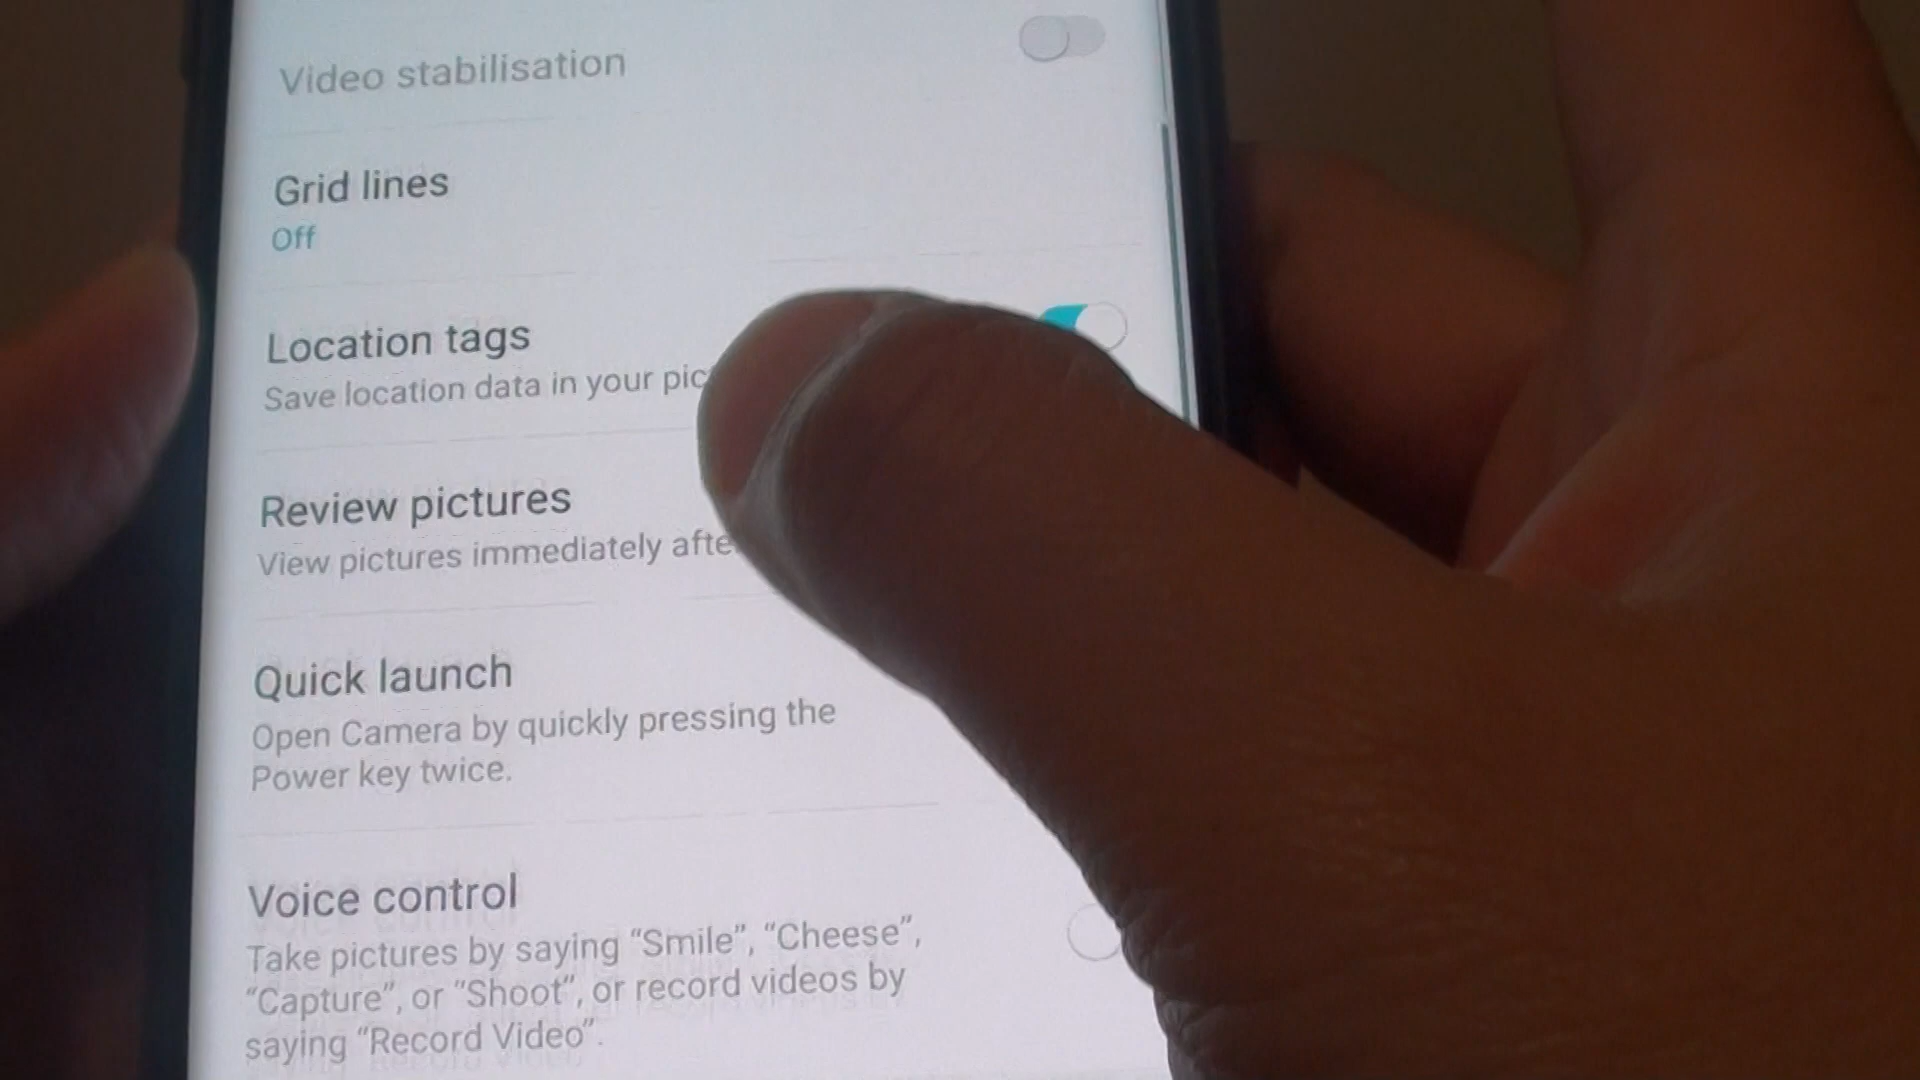 Video stabilisation
Grid lines
Off
Location tags
Save location data in your
Review pictures
View pictures immediately
Quick launch
Open Camera by quickly pressing the
Power key twice.
Voice control
Take pictures by saying “Smile”, “Cheese”,
“Capture”, or “Shoot”, or record videos by
saying “Record Video”.